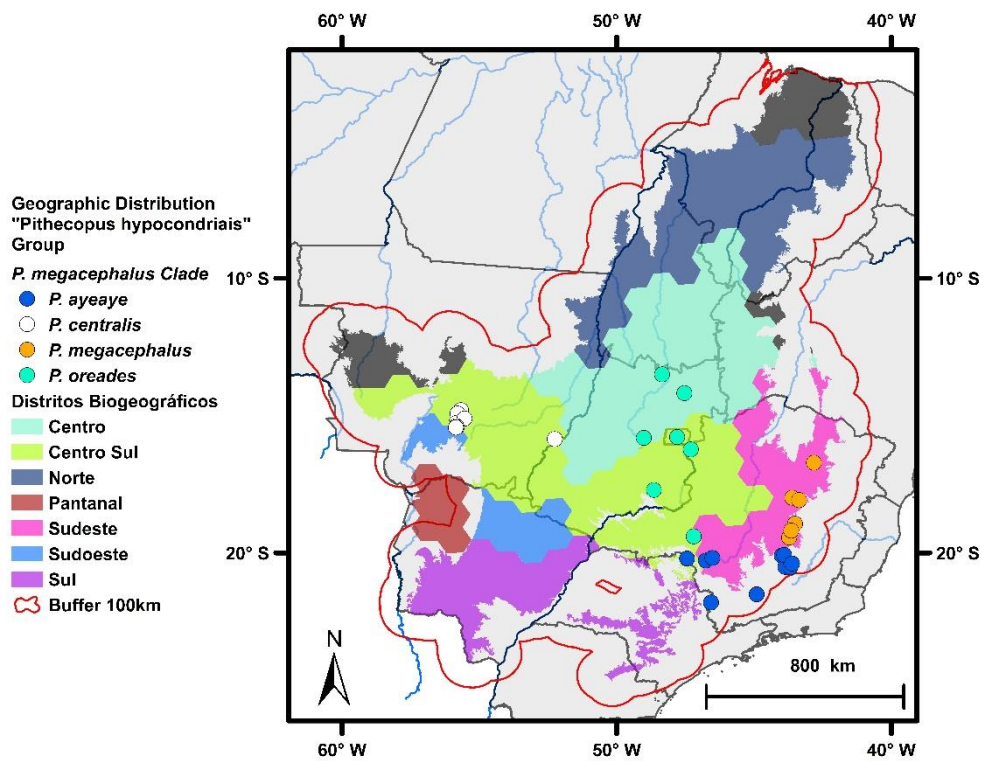 60° W 50° W 40° W
Geographic Distribution
"Pithecopus hypocondriais"
Group
P. megacephalus Clade
P. ayeaye
P. centralis
P. megacephalus
P. oreades
Distritos Biogeográficos
Centro
Centro Sul
Norte
Pantanal
Sudeste
Sudoeste
Sul
Buffer 100km
10° S 10° S
20° S 20° S
N
800 km
60° W 50° W 40° W